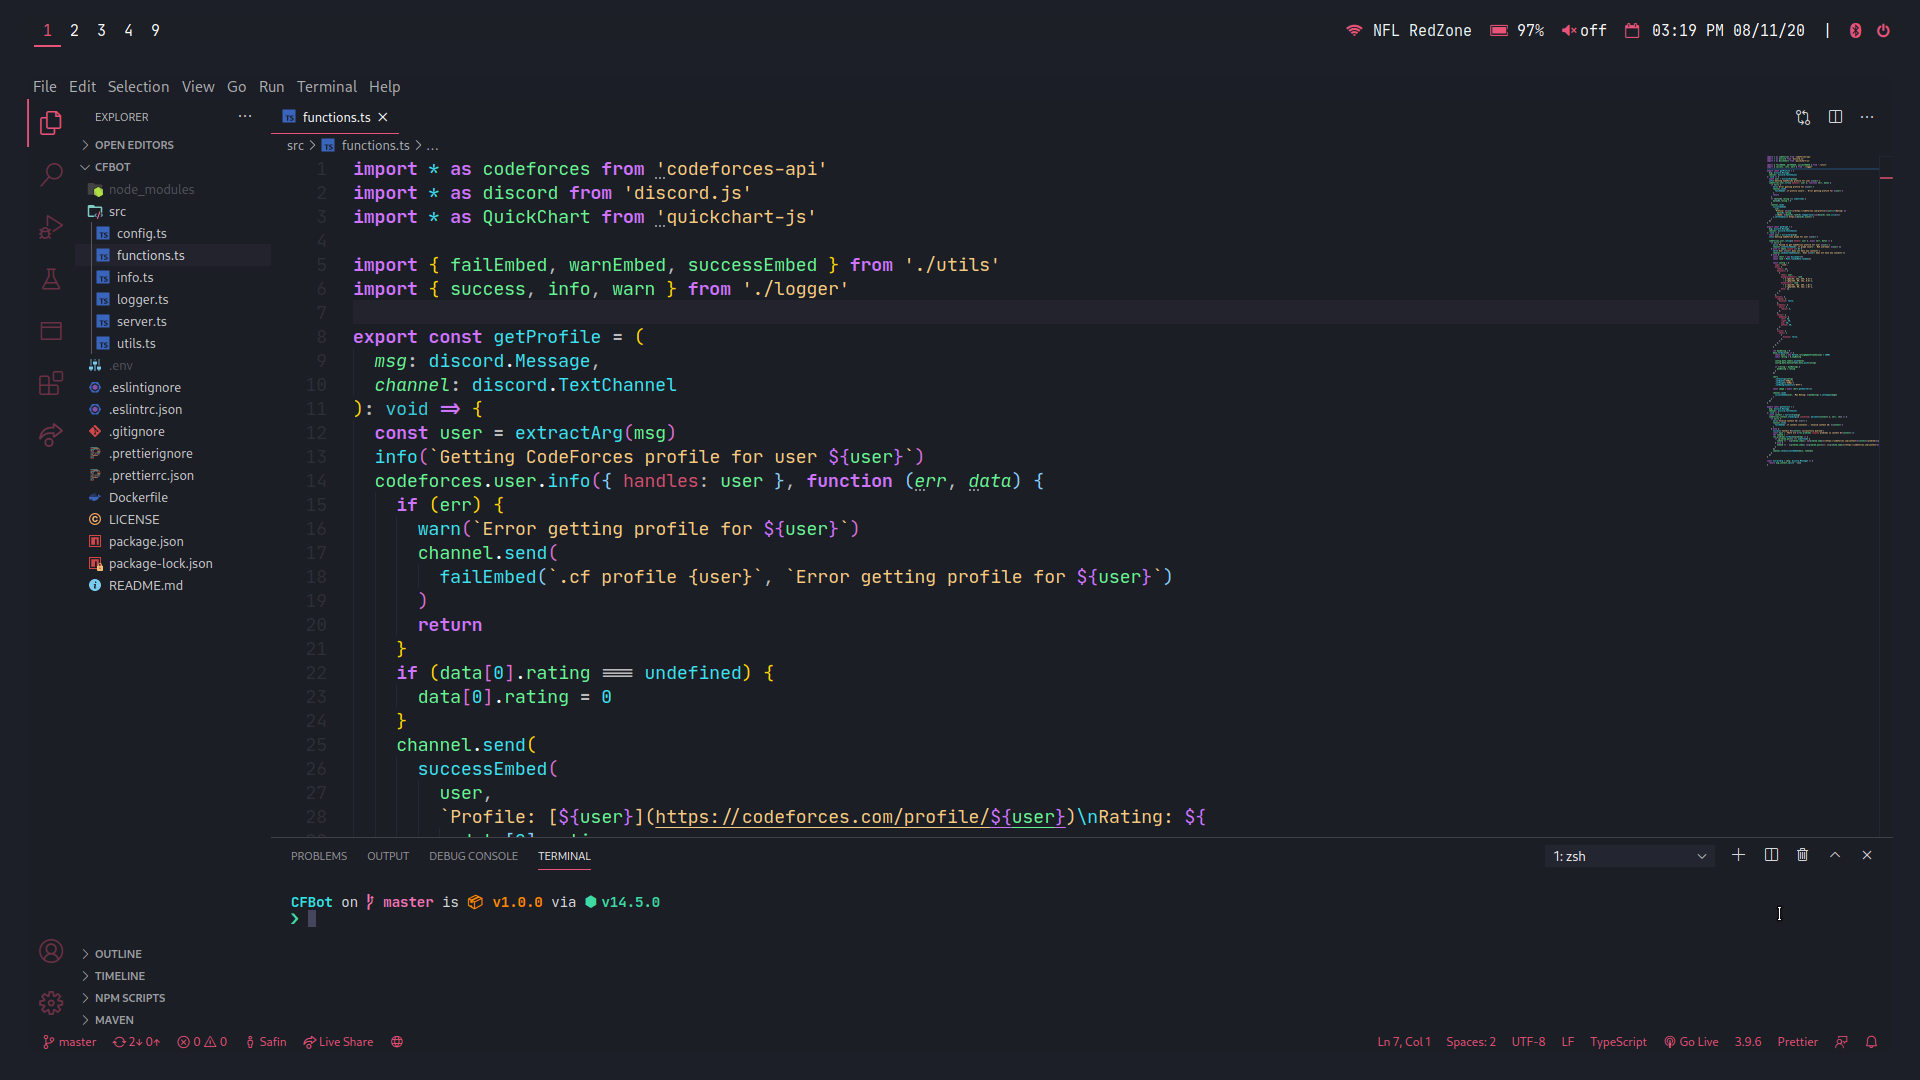 1 2 3 4 9
NFL RedZone 97% off 03:19 PM 08/11/20 |
File Edit Selection View Go Run Terminal Help
EXPLORER ···
OPEN EDITORS
CFBOT
node_modules
src
config.ts
functions.ts
info.ts
logger.ts
server.ts
utils.ts
.env
.eslintignore
.eslintrc.json
.gitignore
.prettierignore
.prettierrc.json
Dockerfile
LICENSE
package.json
package-lock.json
README.md
OUTLINE
TIMELINE
NPM SCRIPTS
MAVEN
functions.ts
src > functions.ts > ...
1 import * as codeforces from 'codeforces-api'
2 import * as discord from 'discord.js'
3 import * as QuickChart from 'quickchart-js'
4
5 import { failEmbed, warnEmbed, successEmbed } from './utils'
6 import { success, info, warn } from './logger'
7
8 export const getProfile = (
9 msg: discord.Message,
10 channel: discord.TextChannel
11 ): void => {
12 const user = extractArg(msg)
13 info(`Getting CodeForces profile for user ${user}`)
14 codeforces.user.info({ handles: user }, function (err, data) {
15 if (err) {
16 warn(`Error getting profile for ${user}`)
17 channel.send(
18 failEmbed(`.cf profile {user}`, `Error getting profile for ${user}`)
19 )
20 return
21 }
22 if (data[0].rating === undefined) {
23 data[0].rating = 0
24 }
25 channel.send(
26 successEmbed(
27 user,
28 `Profile: [${user}](https://codeforces.com/profile/${user})\nRating: ${
PROBLEMS OUTPUT DEBUG CONSOLE TERMINAL
1: zsh
CFBot on master is v1.0.0 via v14.5.0
❯
master 2↓ 0↑ 0 0 Safin Live Share
Ln 7, Col 1 Spaces: 2 UTF-8 LF TypeScript Go Live 3.9.6 Prettier